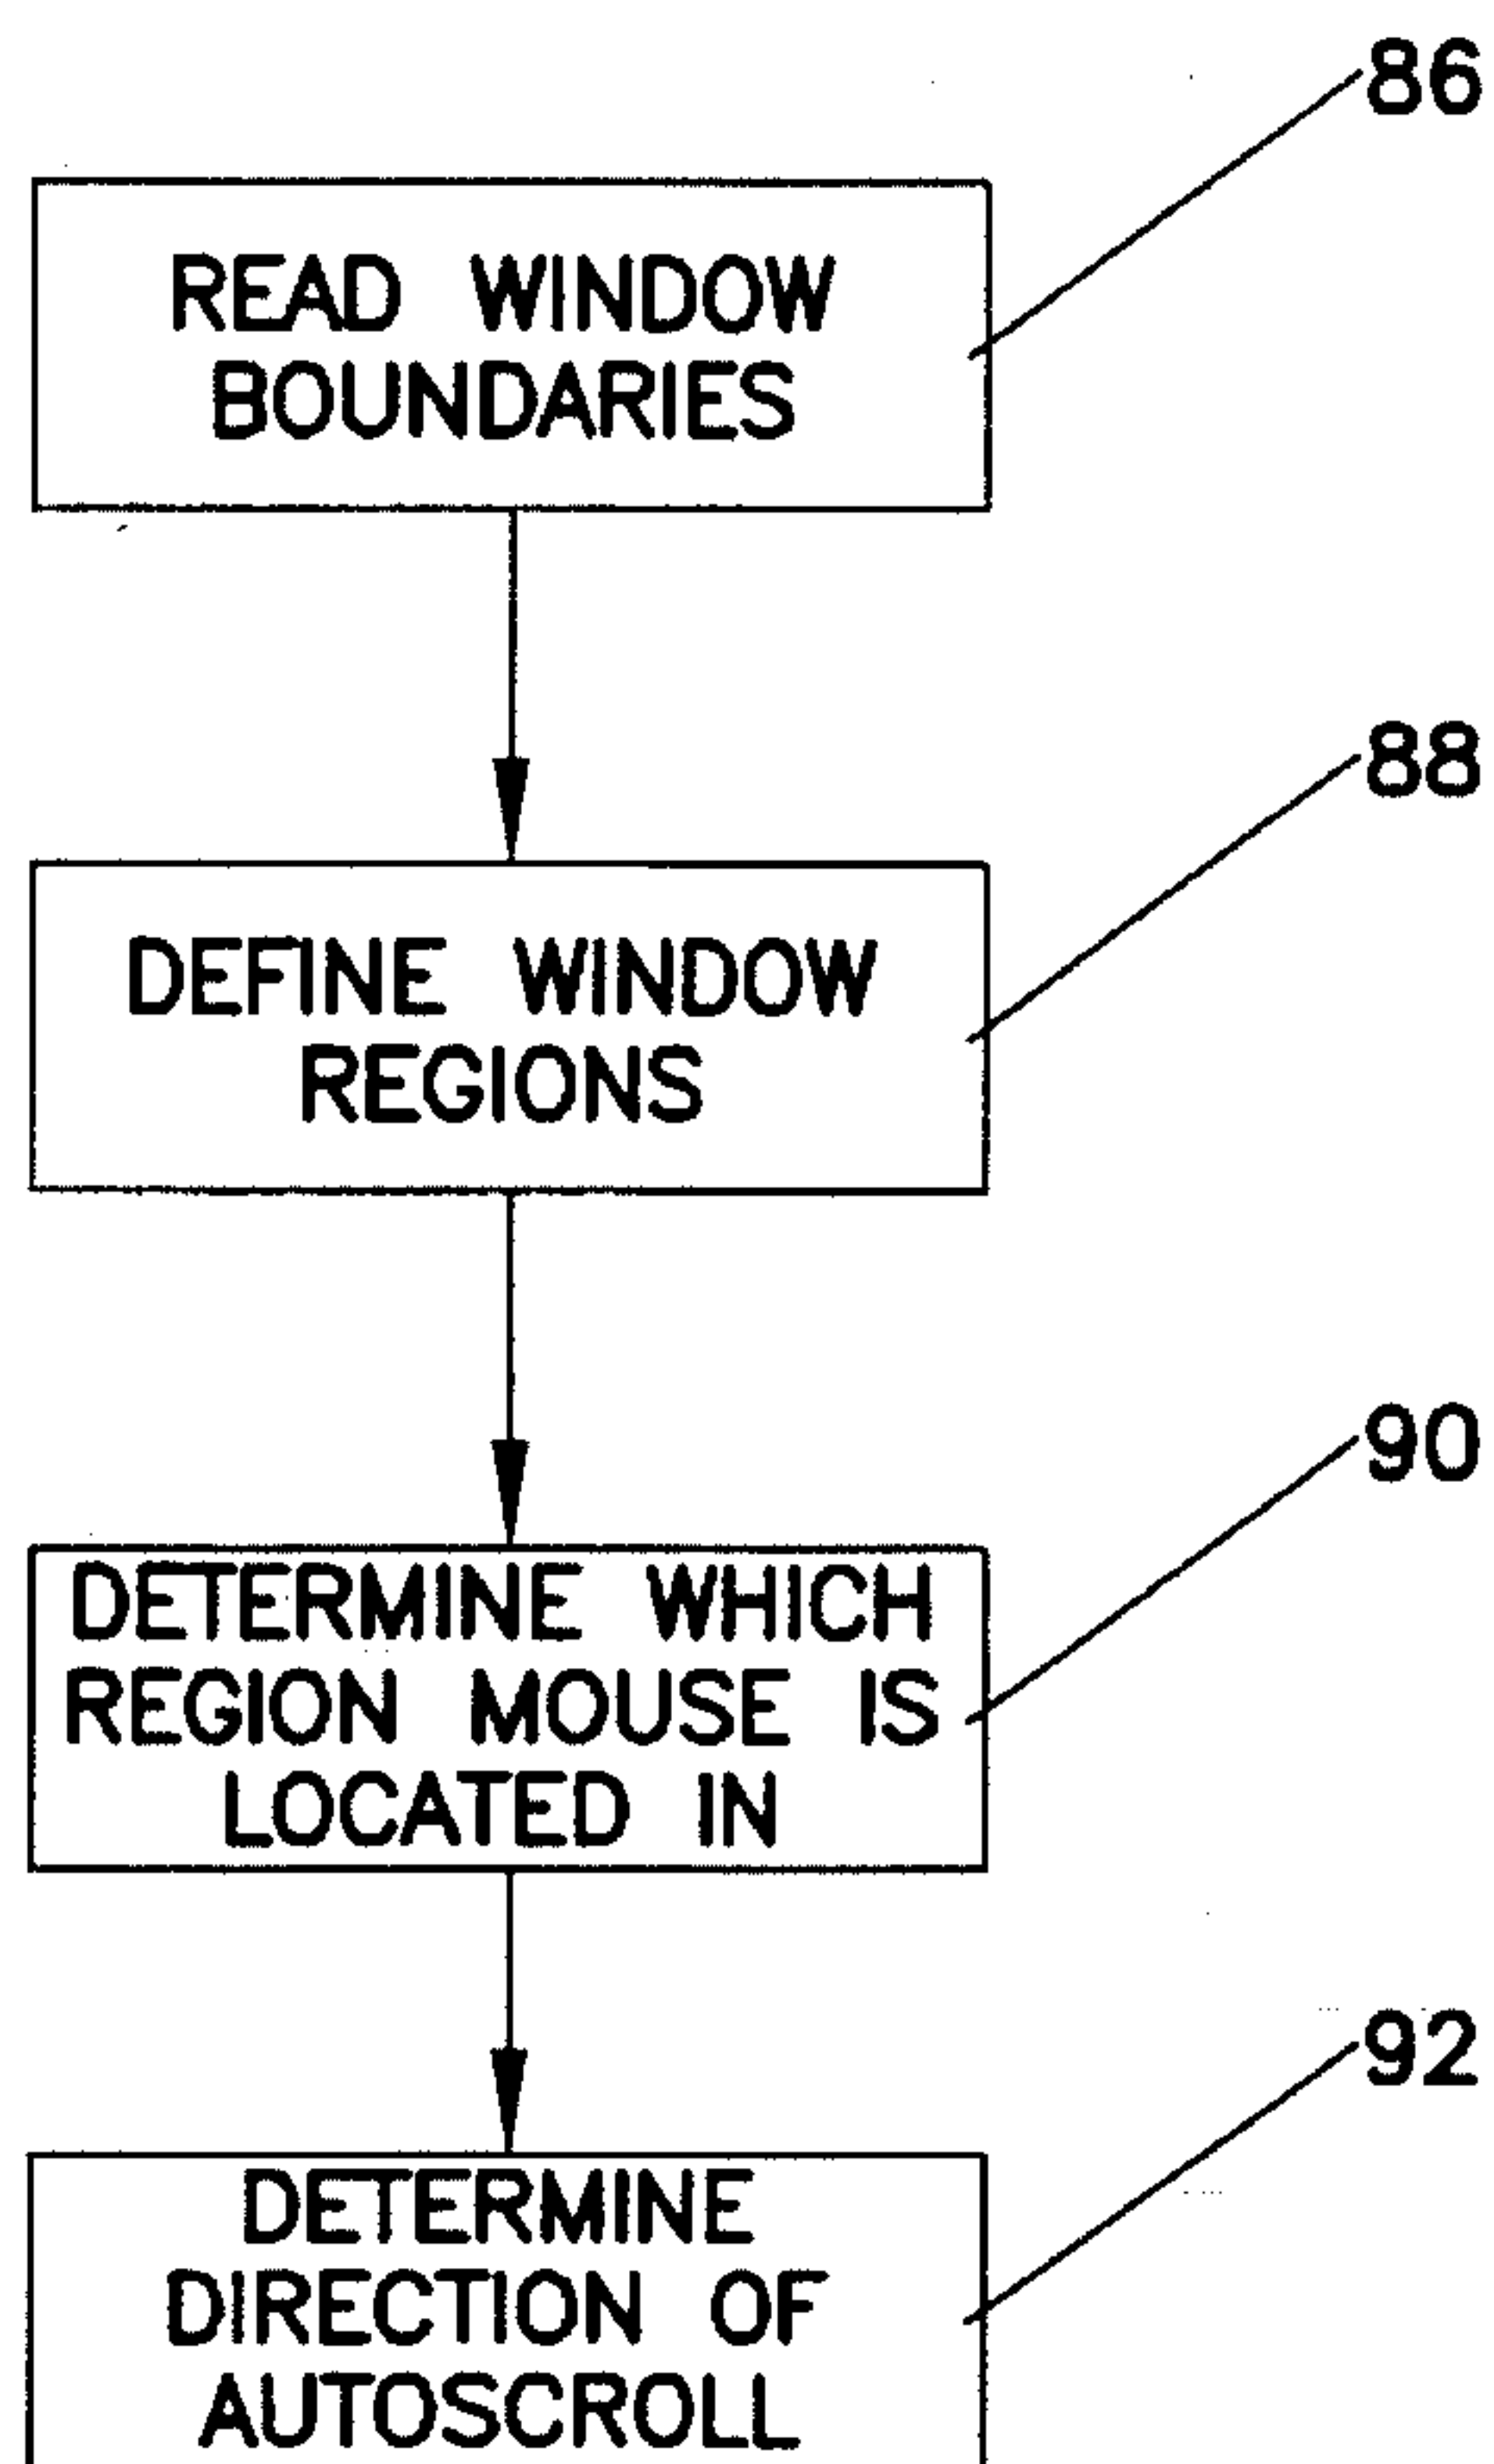 86
READ WINDOW
BOUNDARIES
88
DEFINE WINDOW
REGIONS
90
DETERMINE WHICH
REGION MOUSE IS
LOCATED IN
92
DETERMINE
DIRECTION OF
AUTOSCROLL